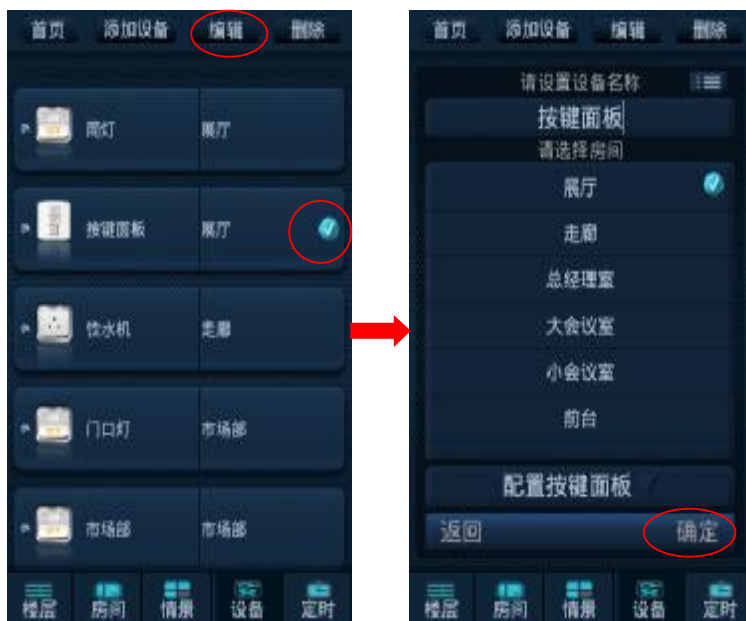 首页 添加设备 编辑 删除
筒灯 展厅
按键面板 展厅
饮水机 走廊
门口灯 市场部
市场部 市场部
楼层 房间 情景 设备 定时
首页 添加设备 编辑 删除
请设置设备名称
按键面板
请选择房间
展厅
走廊
总经理室
大会议室
小会议室
前台
配置按键面板
返回 确定
楼层 房间 情景 设备 定时